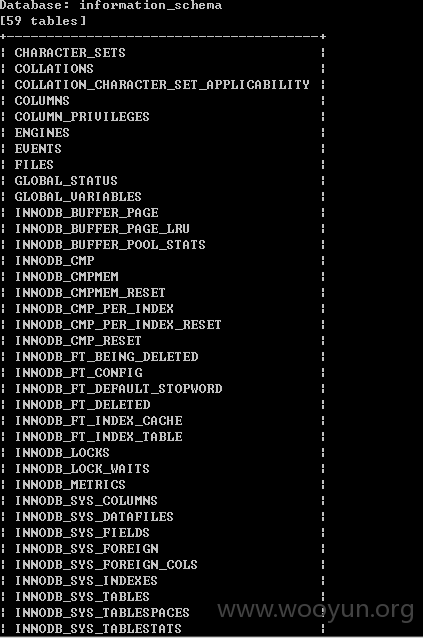 Database: information_schema
[59 tables]
+---------------------------------------+
¦ CHARACTER_SETS ¦
¦ COLLATIONS ¦
¦ COLLATION_CHARACTER_SET_APPLICABILITY ¦
¦ COLUMNS ¦
¦ COLUMN_PRIVILEGES ¦
¦ ENGINES ¦
¦ EVENTS ¦
¦ FILES ¦
¦ GLOBAL_STATUS ¦
¦ GLOBAL_VARIABLES ¦
¦ INNODB_BUFFER_PAGE ¦
¦ INNODB_BUFFER_PAGE_LRU ¦
¦ INNODB_BUFFER_POOL_STATS ¦
¦ INNODB_CMP ¦
¦ INNODB_CMPMEM ¦
¦ INNODB_CMPMEM_RESET ¦
¦ INNODB_CMP_PER_INDEX ¦
¦ INNODB_CMP_PER_INDEX_RESET ¦
¦ INNODB_CMP_RESET ¦
¦ INNODB_FT_BEING_DELETED ¦
¦ INNODB_FT_CONFIG ¦
¦ INNODB_FT_DEFAULT_STOPWORD ¦
¦ INNODB_FT_DELETED ¦
¦ INNODB_FT_INDEX_CACHE ¦
¦ INNODB_FT_INDEX_TABLE ¦
¦ INNODB_LOCKS ¦
¦ INNODB_LOCK_WAITS ¦
¦ INNODB_METRICS ¦
¦ INNODB_SYS_COLUMNS ¦
¦ INNODB_SYS_DATAFILES ¦
¦ INNODB_SYS_FIELDS ¦
¦ INNODB_SYS_FOREIGN ¦
¦ INNODB_SYS_FOREIGN_COLS ¦
¦ INNODB_SYS_INDEXES ¦
¦ INNODB_SYS_TABLES ¦
¦ INNODB_SYS_TABLESPACES ¦
¦ INNODB_SYS_TABLESTATS ¦
www.wooyun.org